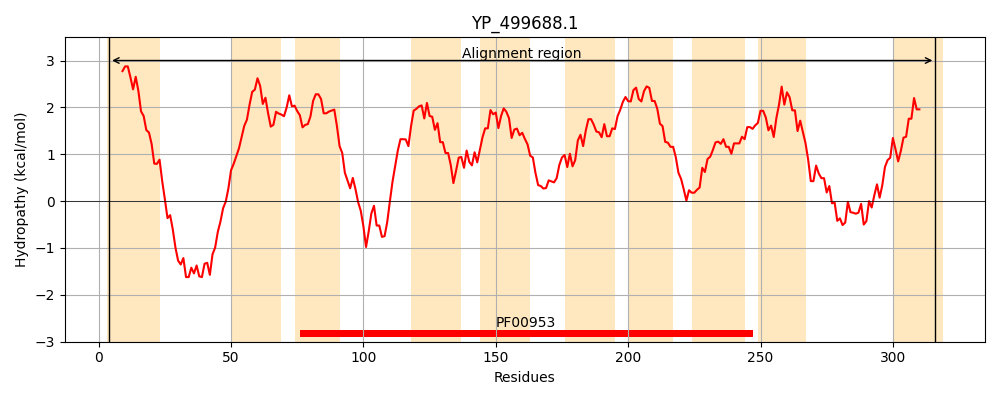 YP_499688.1
Hydropathy (kcal/mol)
3
2
1
0
−1
−2
−3
Alignment region
PF00953
0
50
100
150
200
250
300
Residues